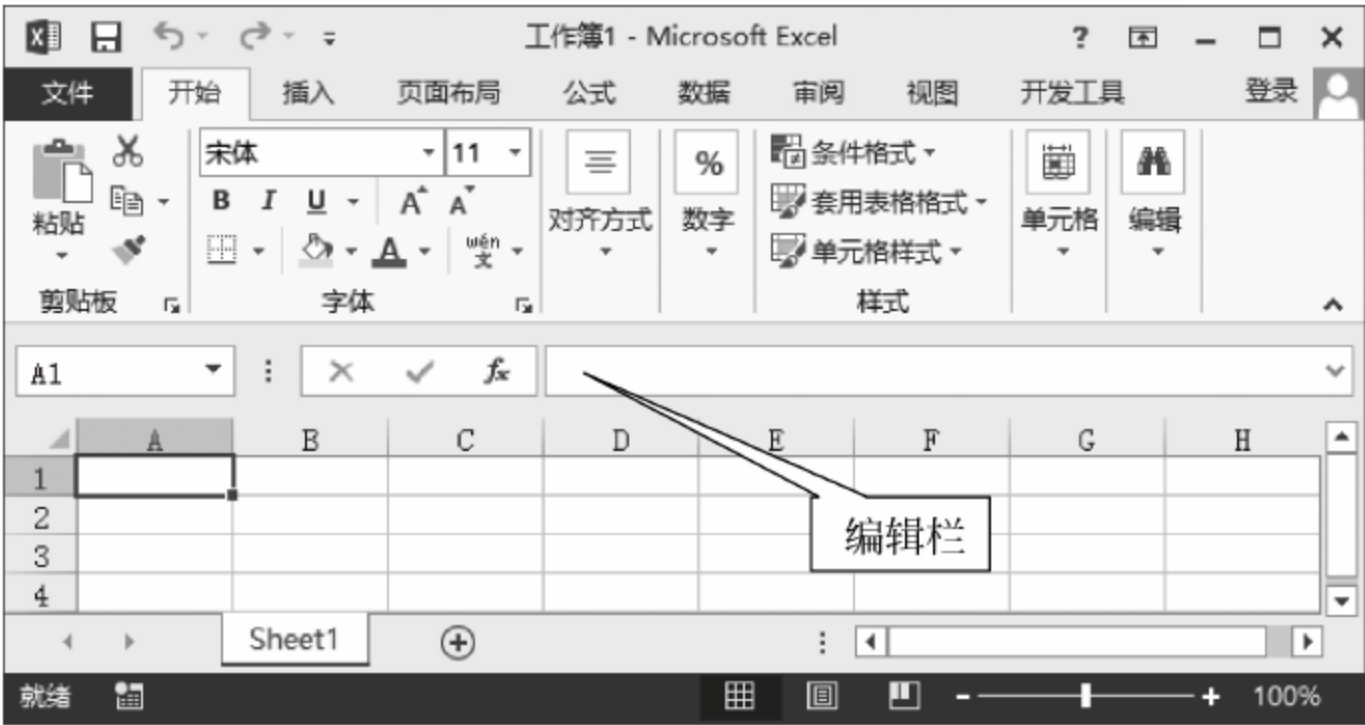 工作簿1 - Microsoft Excel ?
文件 开始 插入 页面布局 公式 数据 审阅 视图 开发工具 登录
宋体 11 % 条件格式
B I U A A 套用表格格式
粘贴 对齐方式 数字 单元格 编辑
A wén 文 单元格样式
剪贴板 字体 样式
A1 fx
A B C D E F G H
1
2
编辑栏
3
4
Sheet1
就绪 100%